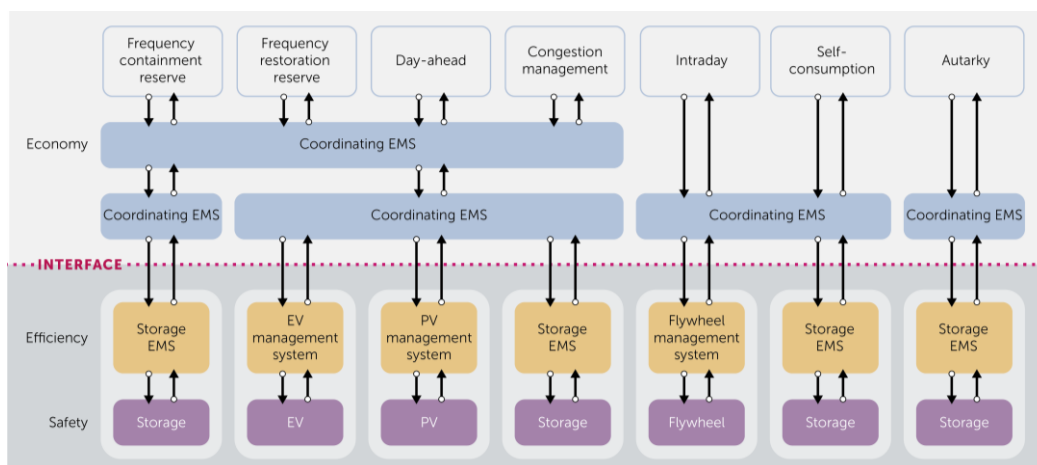 Frequency
containment
reserve
Frequency
restoration
reserve
Day-ahead
Congestion
management
Intraday
Self-
consumption
Autarky
Economy
Coordinating EMS
Coordinating EMS
Coordinating EMS
Coordinating EMS
Coordinating EMS
INTERFACE
Efficiency
Storage
EMS
EV
management
system
PV
management
system
Storage
EMS
Flywheel
management
system
Storage
EMS
Storage
EMS
Safety
Storage
EV
PV
Storage
Flywheel
Storage
Storage